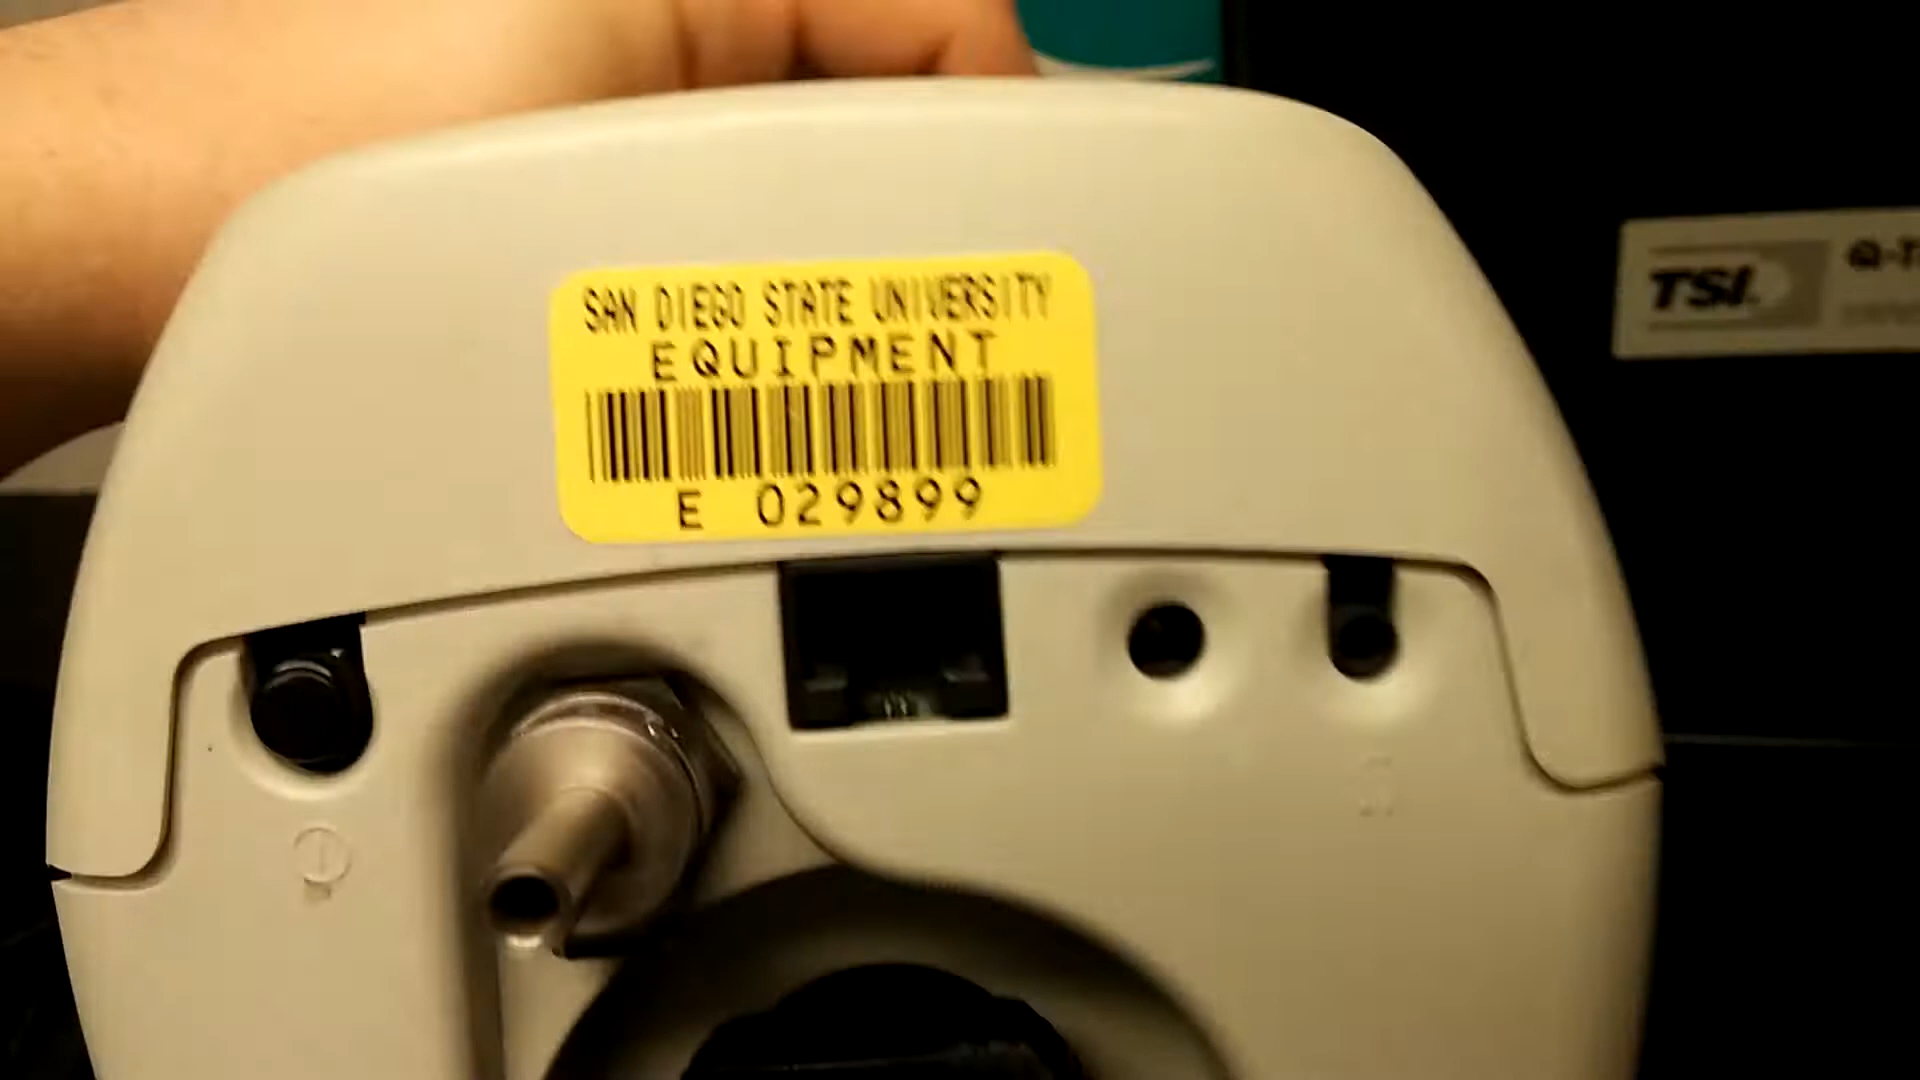 SAN DIEGO STATE UNIVERSITY
EQUIPMENT
E 029899
TSI
Q-T